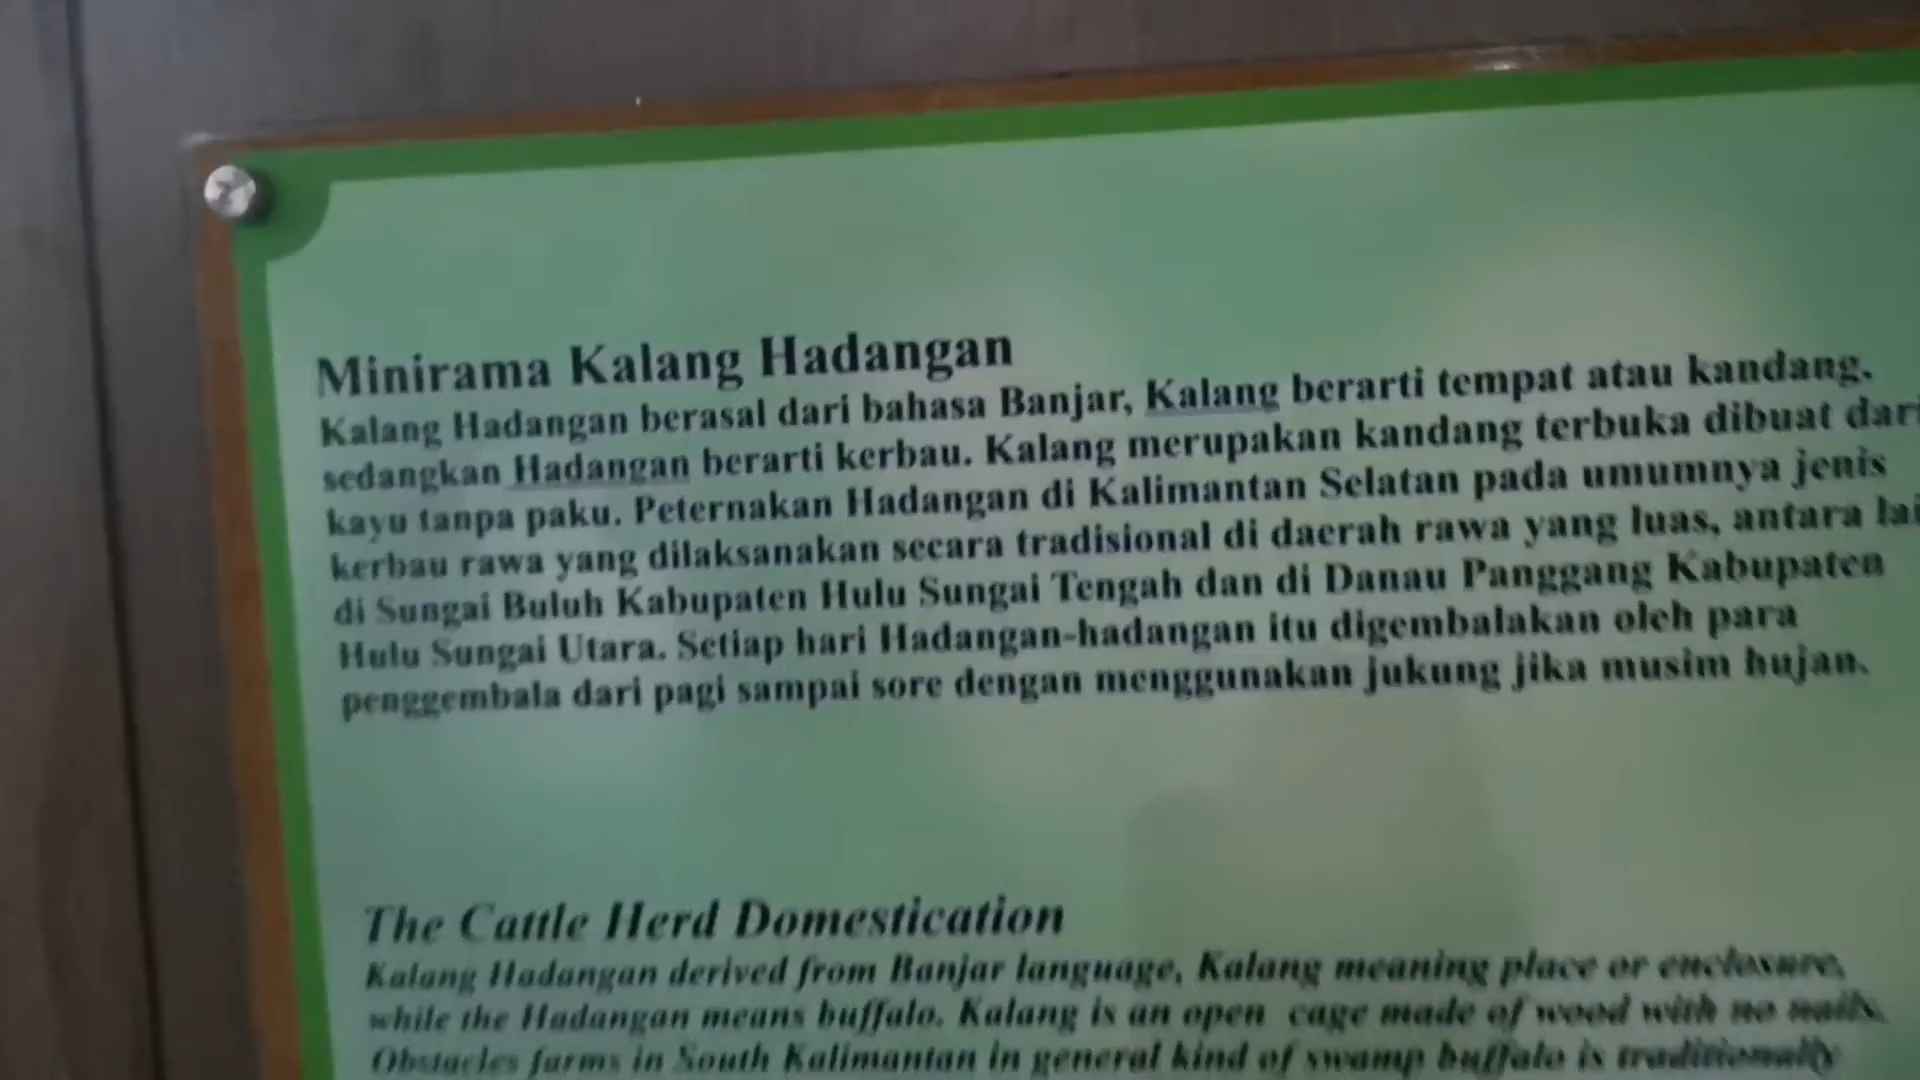 Minirama Kalang Hadangan
Kalang Hadangan berasal dari bahasa Banjar, Kalang berarti tempat atau kandang,
sedangkan Hadangan berarti kerbau. Kalang merupakan kandang terbuka dibuat dari
kayu tanpa paku. Peternakan Hadangan di Kalimantan Selatan pada umumnya jenis
kerbau rawa yang dilaksanakan secara tradisional di daerah rawa yang luas, antara
di Sungai Buluh Kabupaten Hulu Sungai Tengah dan di Danau Panggang Kabupaten
Hulu Sungai Utara. Setiap hari Hadangan-hadangan itu digembalakan oleh para
penggembala dari pagi sampai sore dengan menggunakan jukung jika musim hujan.
The Cattle Herd Domestication
Kalang Hadangan derived from Banjar language, Kalang meaning place or enclosure,
while the Hadangan means buffalo. Kalang is an open cage made of wood with no nails.
Obstacles farms in South Kalimantan in general kind of swamp buffalo is traditionally